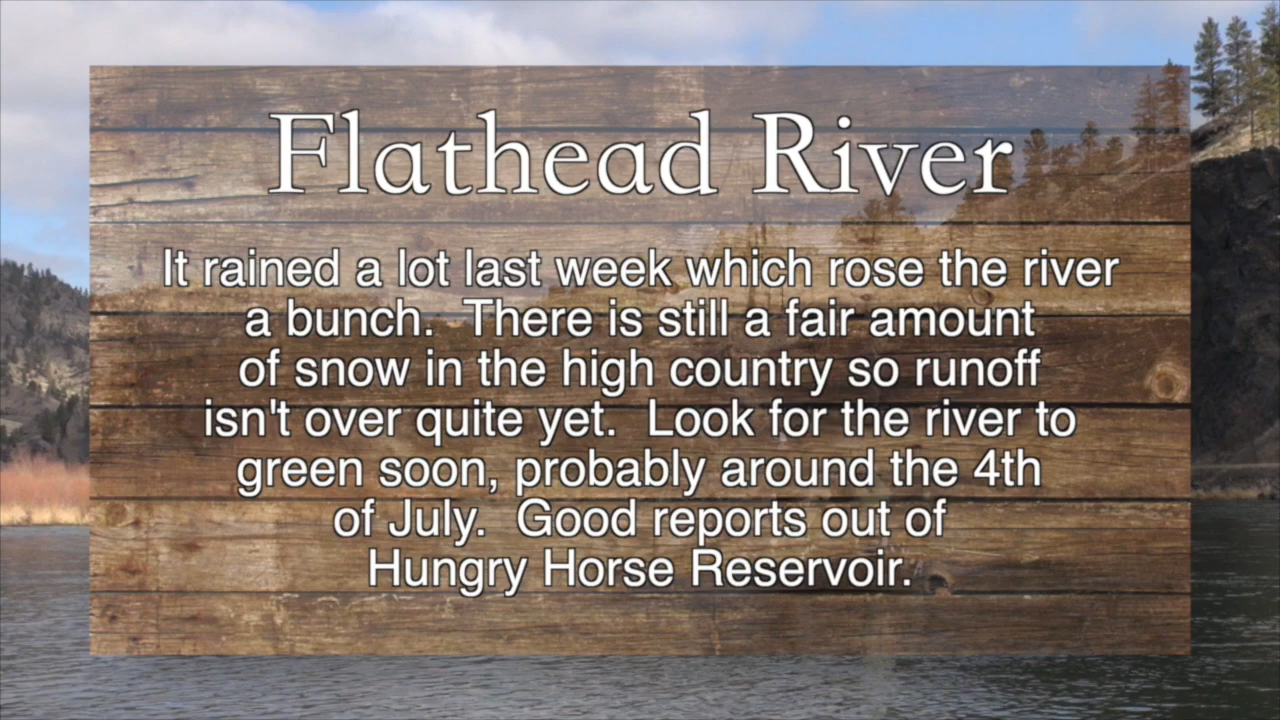 Flathead River
It rained a lot last week which rose the river
a bunch.  There is still a fair amount
of snow in the high country so runoff
isn't over quite yet.  Look for the river to
green soon, probably around the 4th
of July.  Good reports out of
Hungry Horse Reservoir.